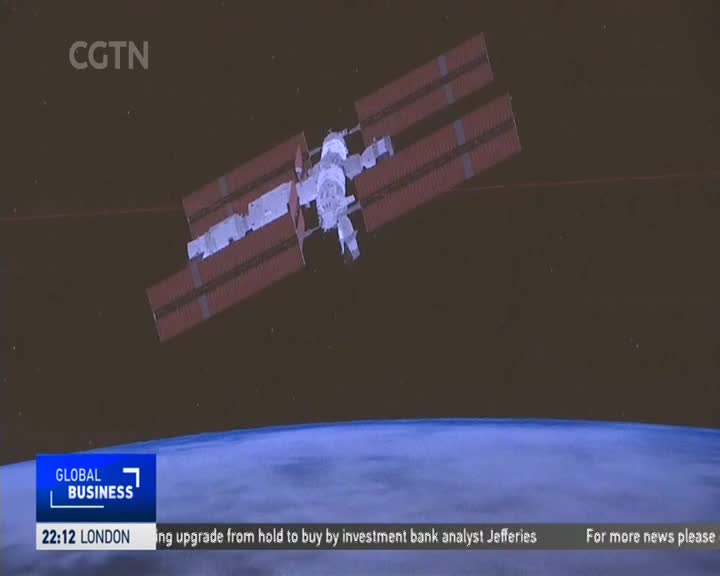 CGTN
GLOBAL
BUSINESS
22:12 LONDON
ing upgrade from hold to buy by investment bank analyst Jefferies For more news please